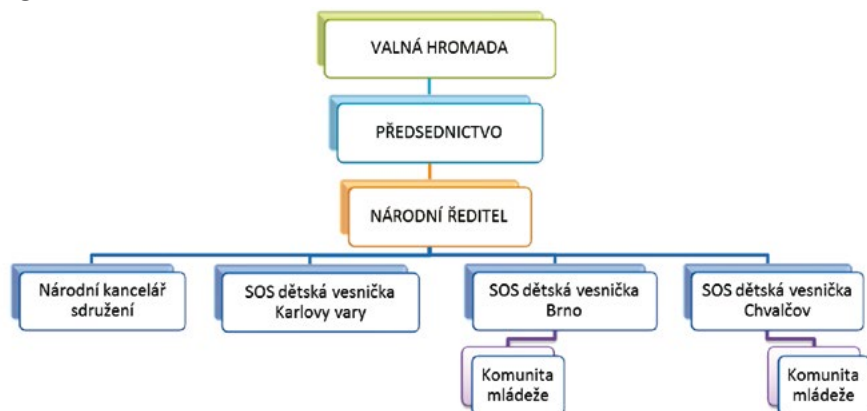 VALNÁ HROMADA
PŘEDSEDNICTVO
NÁRODNÍ ŘEDITEL
Národní kancelář
sdružení
SOS dětská vesnička
Karlovy vary
SOS dětská vesnička
Brno
SOS dětská vesnička
Chvalčov
Komunita
mládeže
Komunita
mládeže